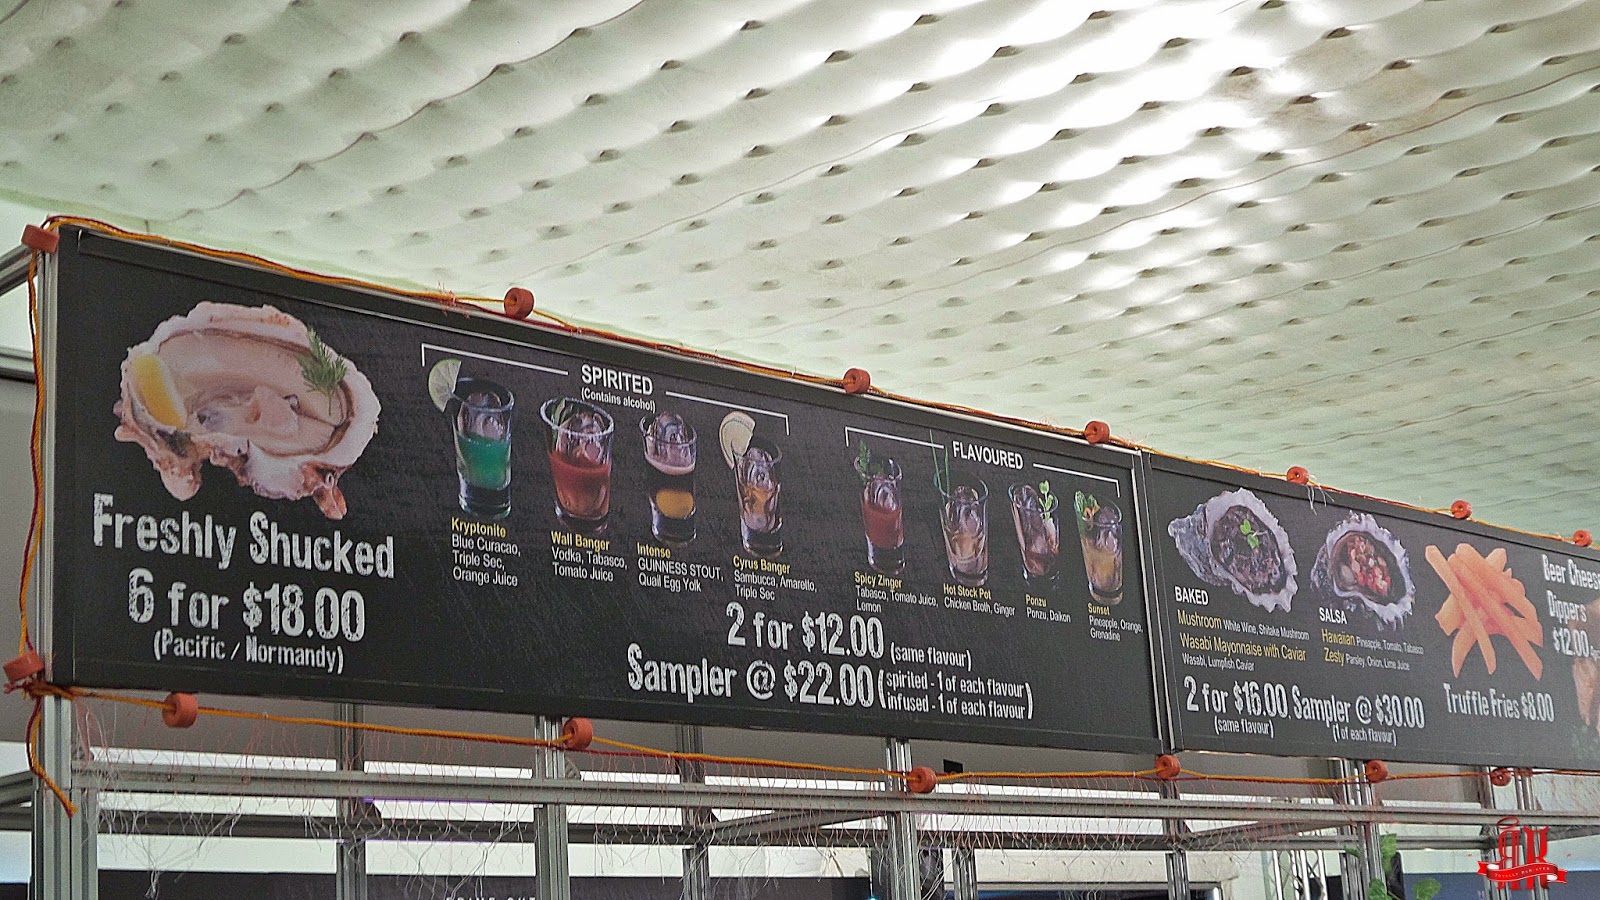 Freshly Shucked
6 for $18.00
(Pacific / Normandy)
SPIRITED
(Contains alcohol)
Kryptonite
Blue Curacao,
Triple Sec,
Orange Juice
Wall Banger
Vodka, Tabasco,
Tomato Juice
Intense
GUINNESS STOUT,
Quail Egg Yolk
Cyrus Banger
Sambucca, Amaretto,
Triple Sec
FLAVOURED
Spicy Zinger
Tabasco, Tomato Juice,
Lemon
Hot Stock Pot
Chicken Broth, Ginger
Ponzu
Ponzu, Daikon
Sunset
Pineapple, Orange,
Grenadine
2 for $12.00 (same flavour)
Sampler @ $22.00 (spirited - 1 of each flavour)
(infused - 1 of each flavour)
BAKED
Mushroom White Wine, Shitake Mushroom
Wasabi Mayonnaise with Caviar
Wasabi, Lumpfish Caviar
SALSA
Hawaiian Pineapple, Tomato, Tabasco
Zesty Parsley, Onion, Lime Juice
2 for $16.00, Sampler @ $30.00
(same flavour)
(1 of each flavour)
Truffle Fries $8.00
Beer Cheese
Dippers
$12.00